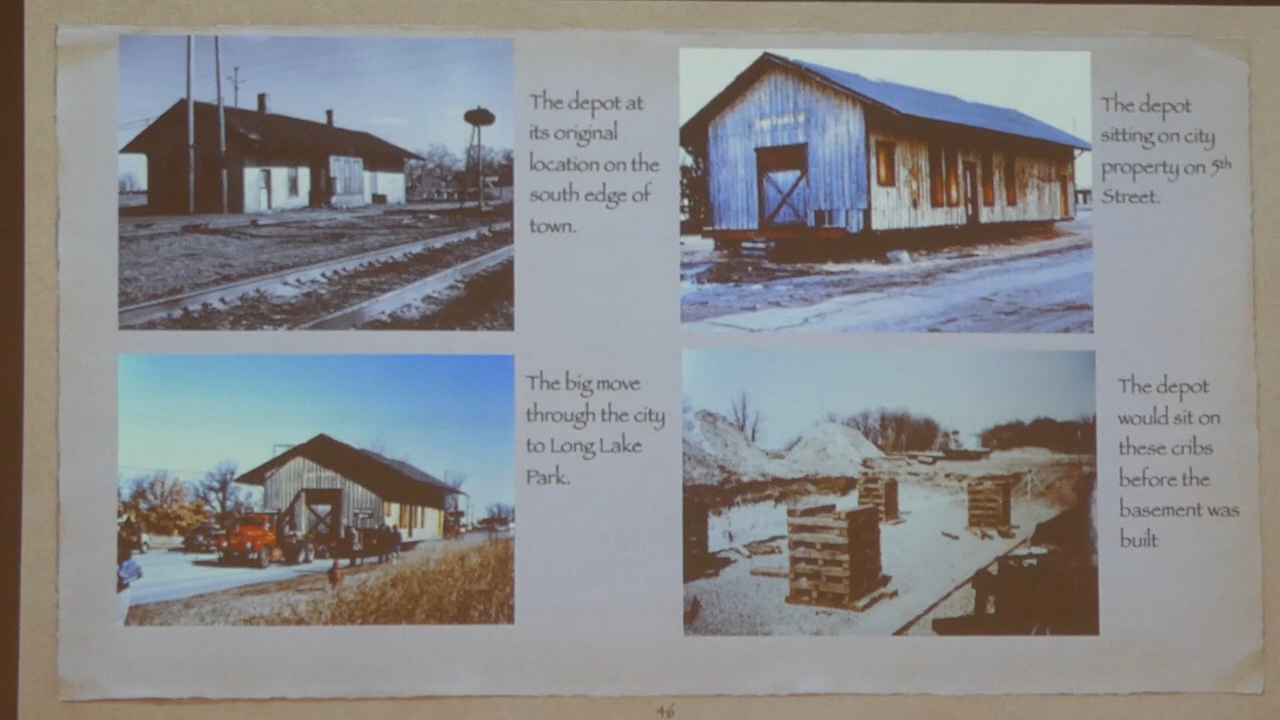 The depot at
its original
location on the
south edge of
town.
The depot
sitting on city
property on 5th
Street.
The big move
through the city
to Long Lake
Park.
The depot
would sit on
these cribs
before the
basement was
built
46